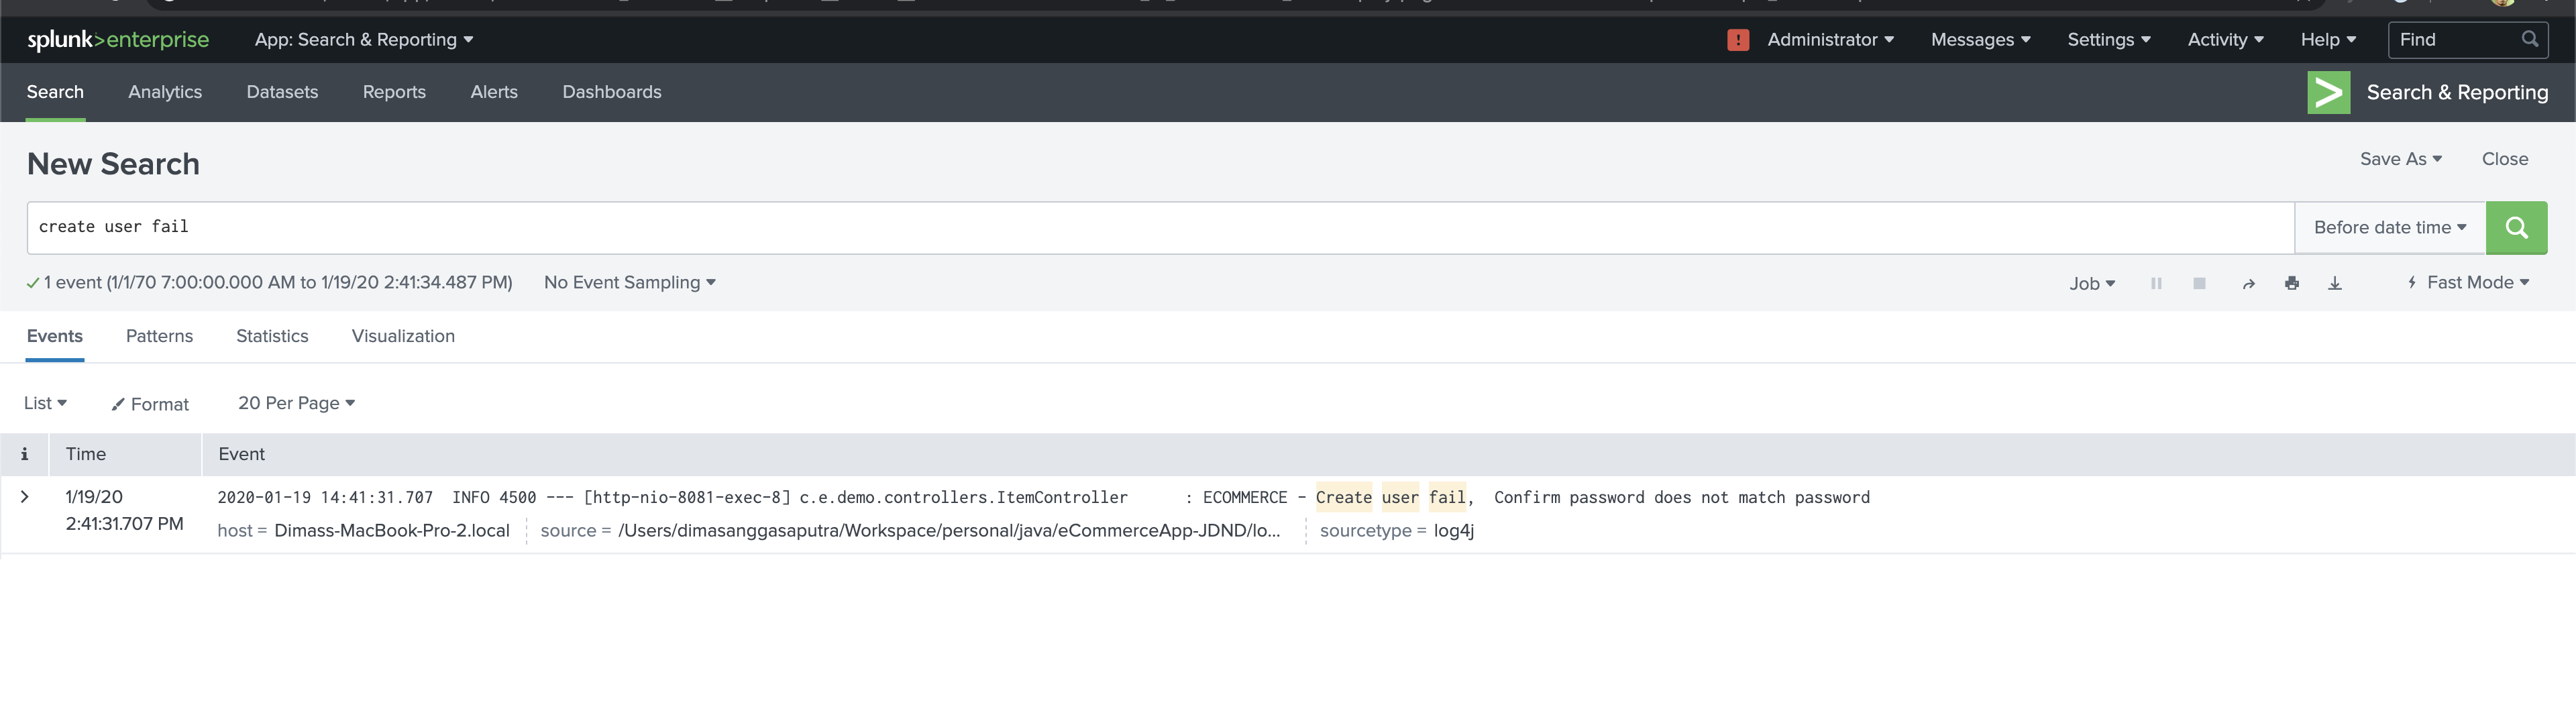 splunk>enterprise App: Search & Reporting ! Administrator Messages Settings Activity Help Find
Search Analytics Datasets Reports Alerts Dashboards > Search & Reporting
New Search Save As Close
create user fail Before date time
1 event (1/1/70 7:00:00.000 AM to 1/19/20 2:41:34.487 PM) No Event Sampling Job Fast Mode
Events Patterns Statistics Visualization
List Format 20 Per Page
i Time Event
1/19/20 2020-01-19 14:41:31.707 INFO 4500 --- [http-nio-8081-exec-8] c.e.demo.controllers.ItemController : ECOMMERCE - Create user fail, Confirm password does not match password
2:41:31.707 PM host = Dimass-MacBook-Pro-2.local source = /Users/dimasanggasaputra/Workspace/personal/java/eCommerceApp-JDND/lo... sourcetype = log4j